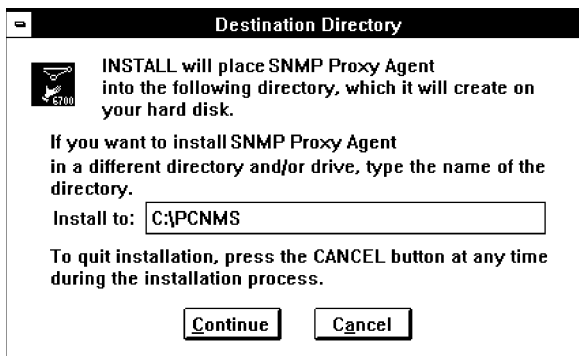 Destination Directory
INSTALL will place SNMP Proxy Agent
into the following directory, which it will create on
your hard disk.
6700
If you want to install SNMP Proxy Agent
in a different directory and/or drive, type the name of the
directory.
Install to: C:\PCNMS
To quit installation, press the CANCEL button at any time
during the installation process.
Continue Cancel